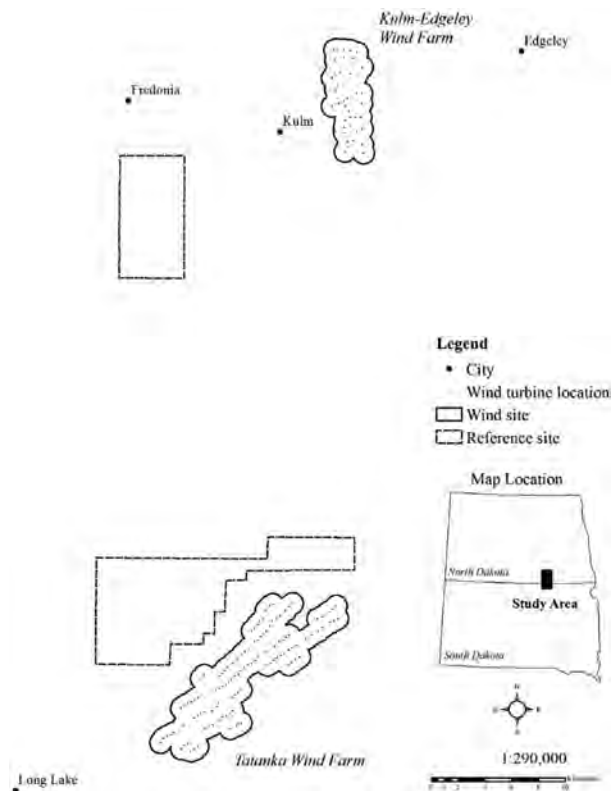 Kulm-Edgeley
Wind Farm
Edgeley
Fredonia
Kulm
Legend
City
Wind turbine location
Wind site
Reference site
Map Location
North Dakota
Study Area
South Dakota
1:290,000
Tatanka Wind Farm
Long Lake